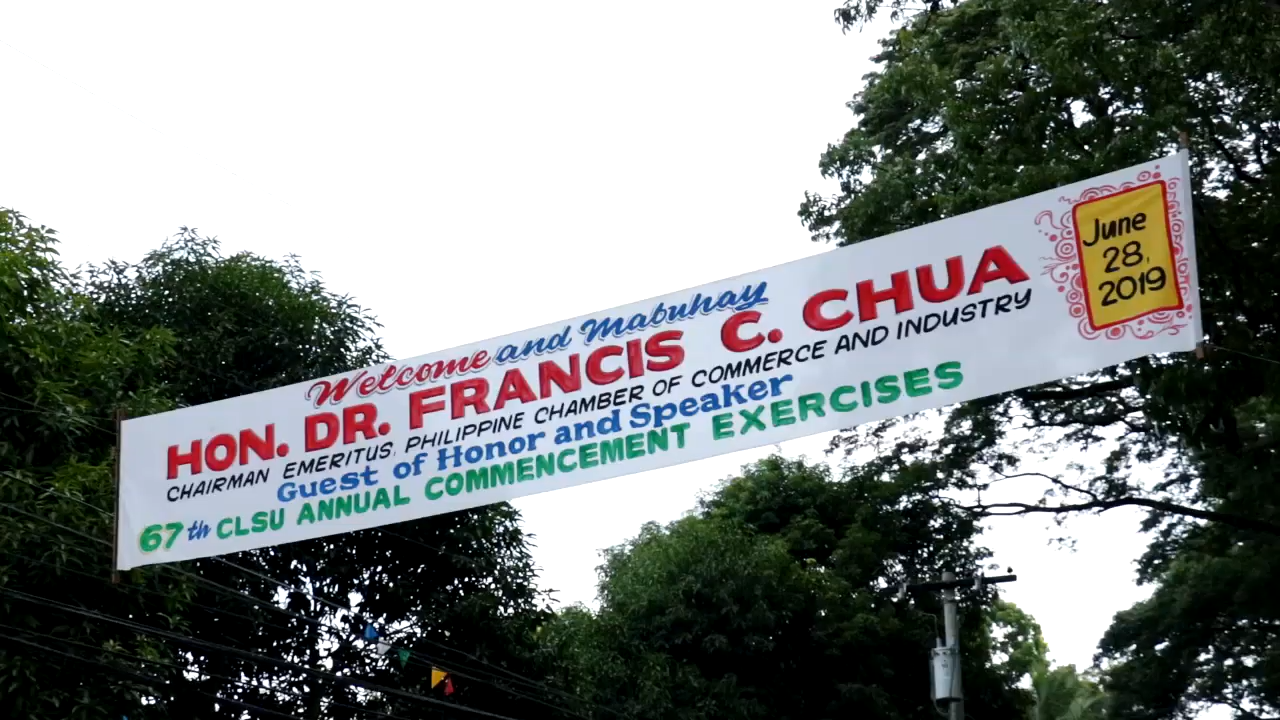 Welcome and Mabuhay
HON. DR. FRANCIS C. CHUA
CHAIRMAN EMERITUS, PHILIPPINE CHAMBER OF COMMERCE AND INDUSTRY
Guest of Honor and Speaker
67th CLSU ANNUAL COMMENCEMENT EXERCISES
June
28,
2019